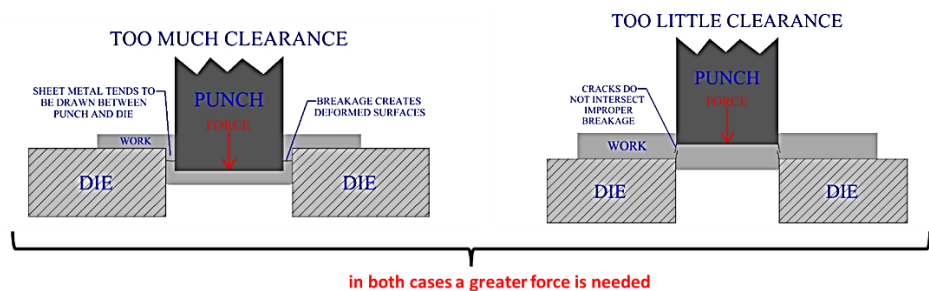 TOO MUCH CLEARANCE
SHEET METAL TENDS TO
BE DRAWN BETWEEN
PUNCH AND DIE
PUNCH
FORCE
BREAKAGE CREATES
DEFORMED SURFACES
WORK
DIE
DIE
TOO LITTLE CLEARANCE
CRACKS DO
NOT INTERSECT
IMPROPER
BREAKAGE
PUNCH
FORCE
WORK
DIE
DIE
in both cases a greater force is needed